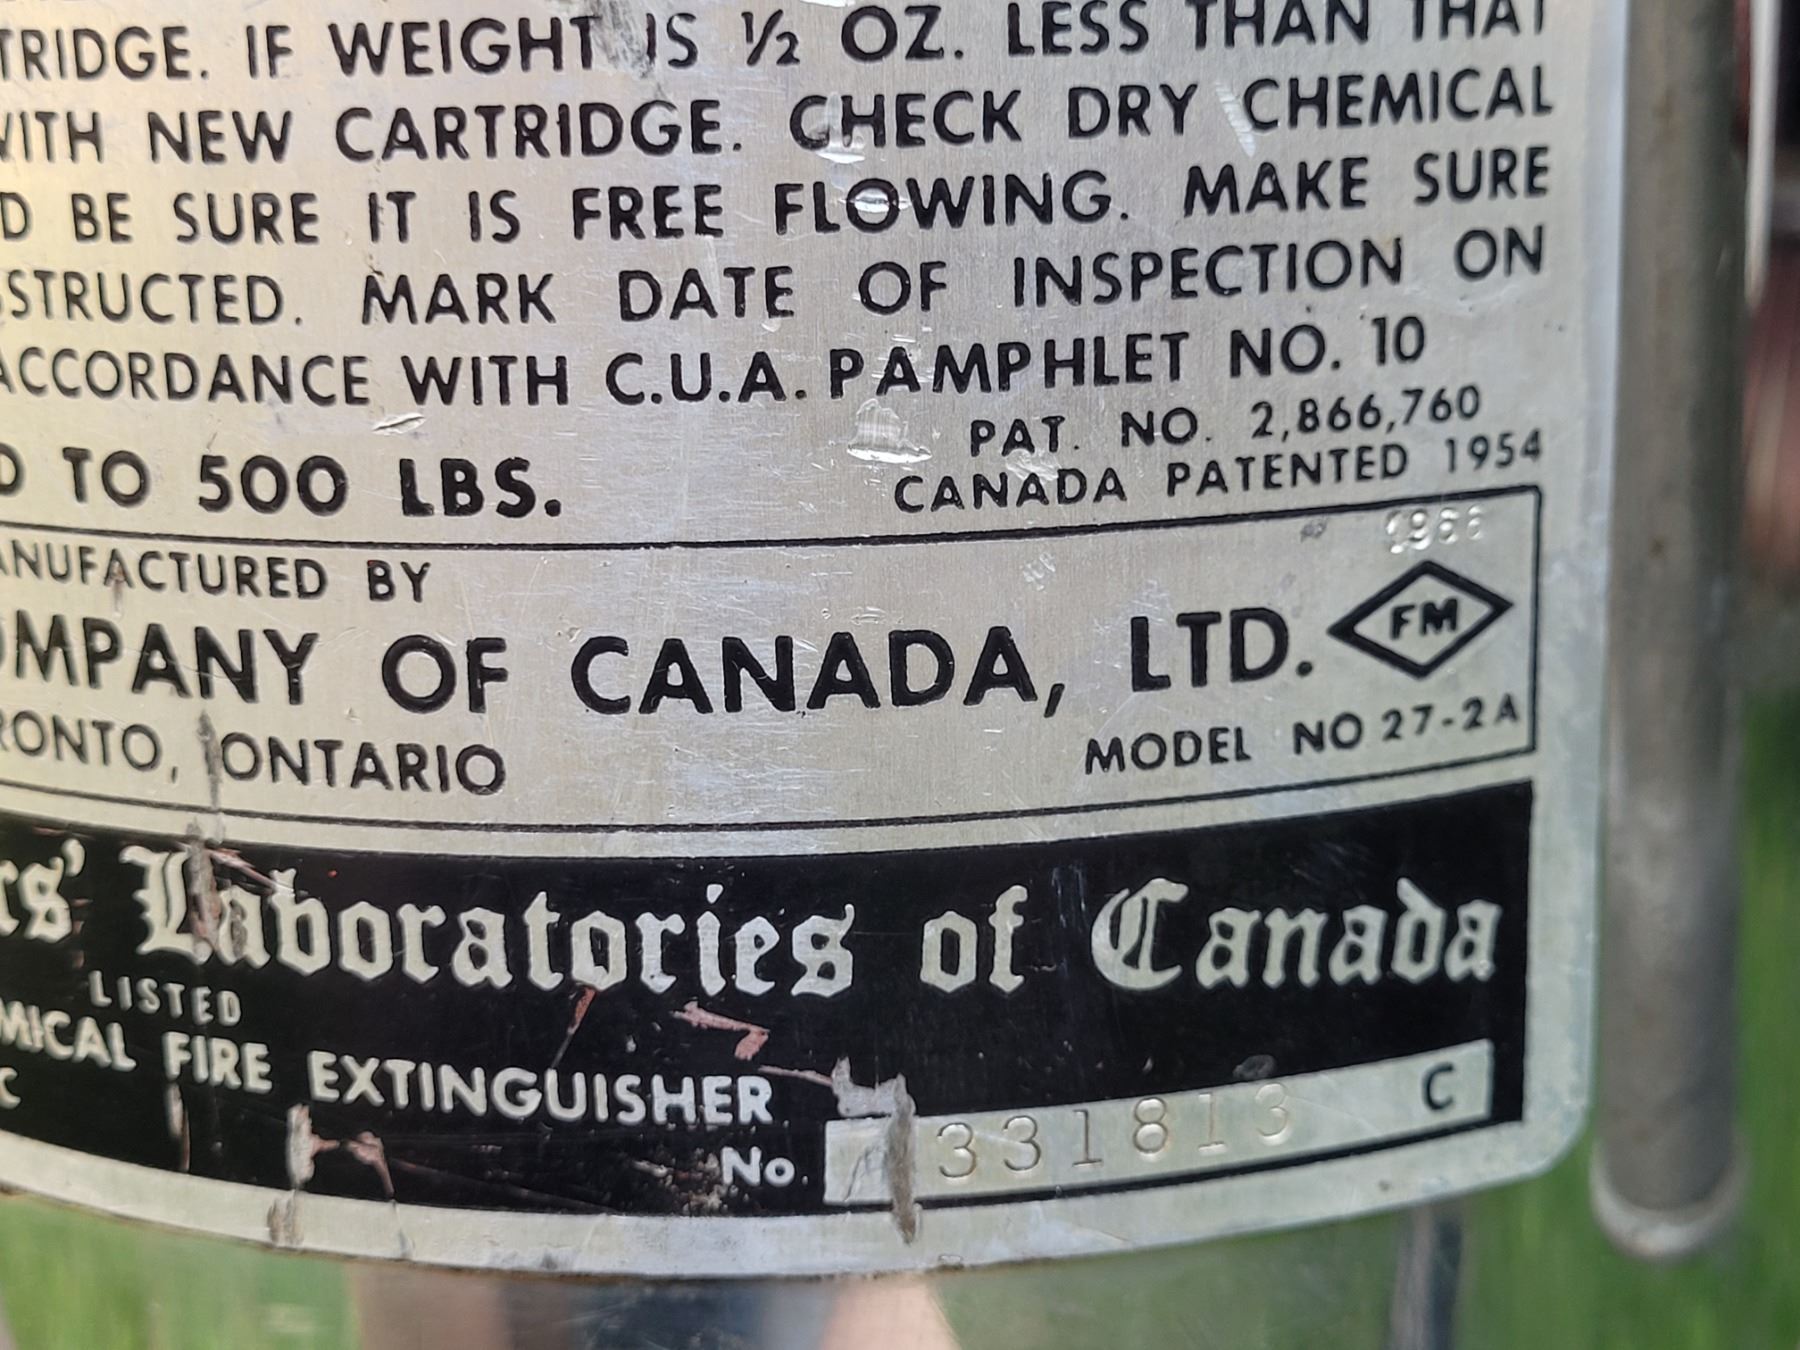 TRIDGE. IF WEIGHT IS ½ OZ. LESS THAN THAT
WITH NEW CARTRIDGE. CHECK DRY CHEMICAL
D BE SURE IT IS FREE FLOWING. MAKE SURE
STRUCTED. MARK DATE OF INSPECTION ON
ACCORDANCE WITH C.U.A. PAMPHLET NO. 10
PAT. NO. 2,866,760
D TO 500 LBS.
CANADA PATENTED 1954
ANUFACTURED BY
OMPANY OF CANADA, LTD.
FM
RONTO, ONTARIO
MODEL NO 27-2A
rs' Laboratories of Canada
LISTED
MICAL FIRE EXTINGUISHER
C
No. 331813 C